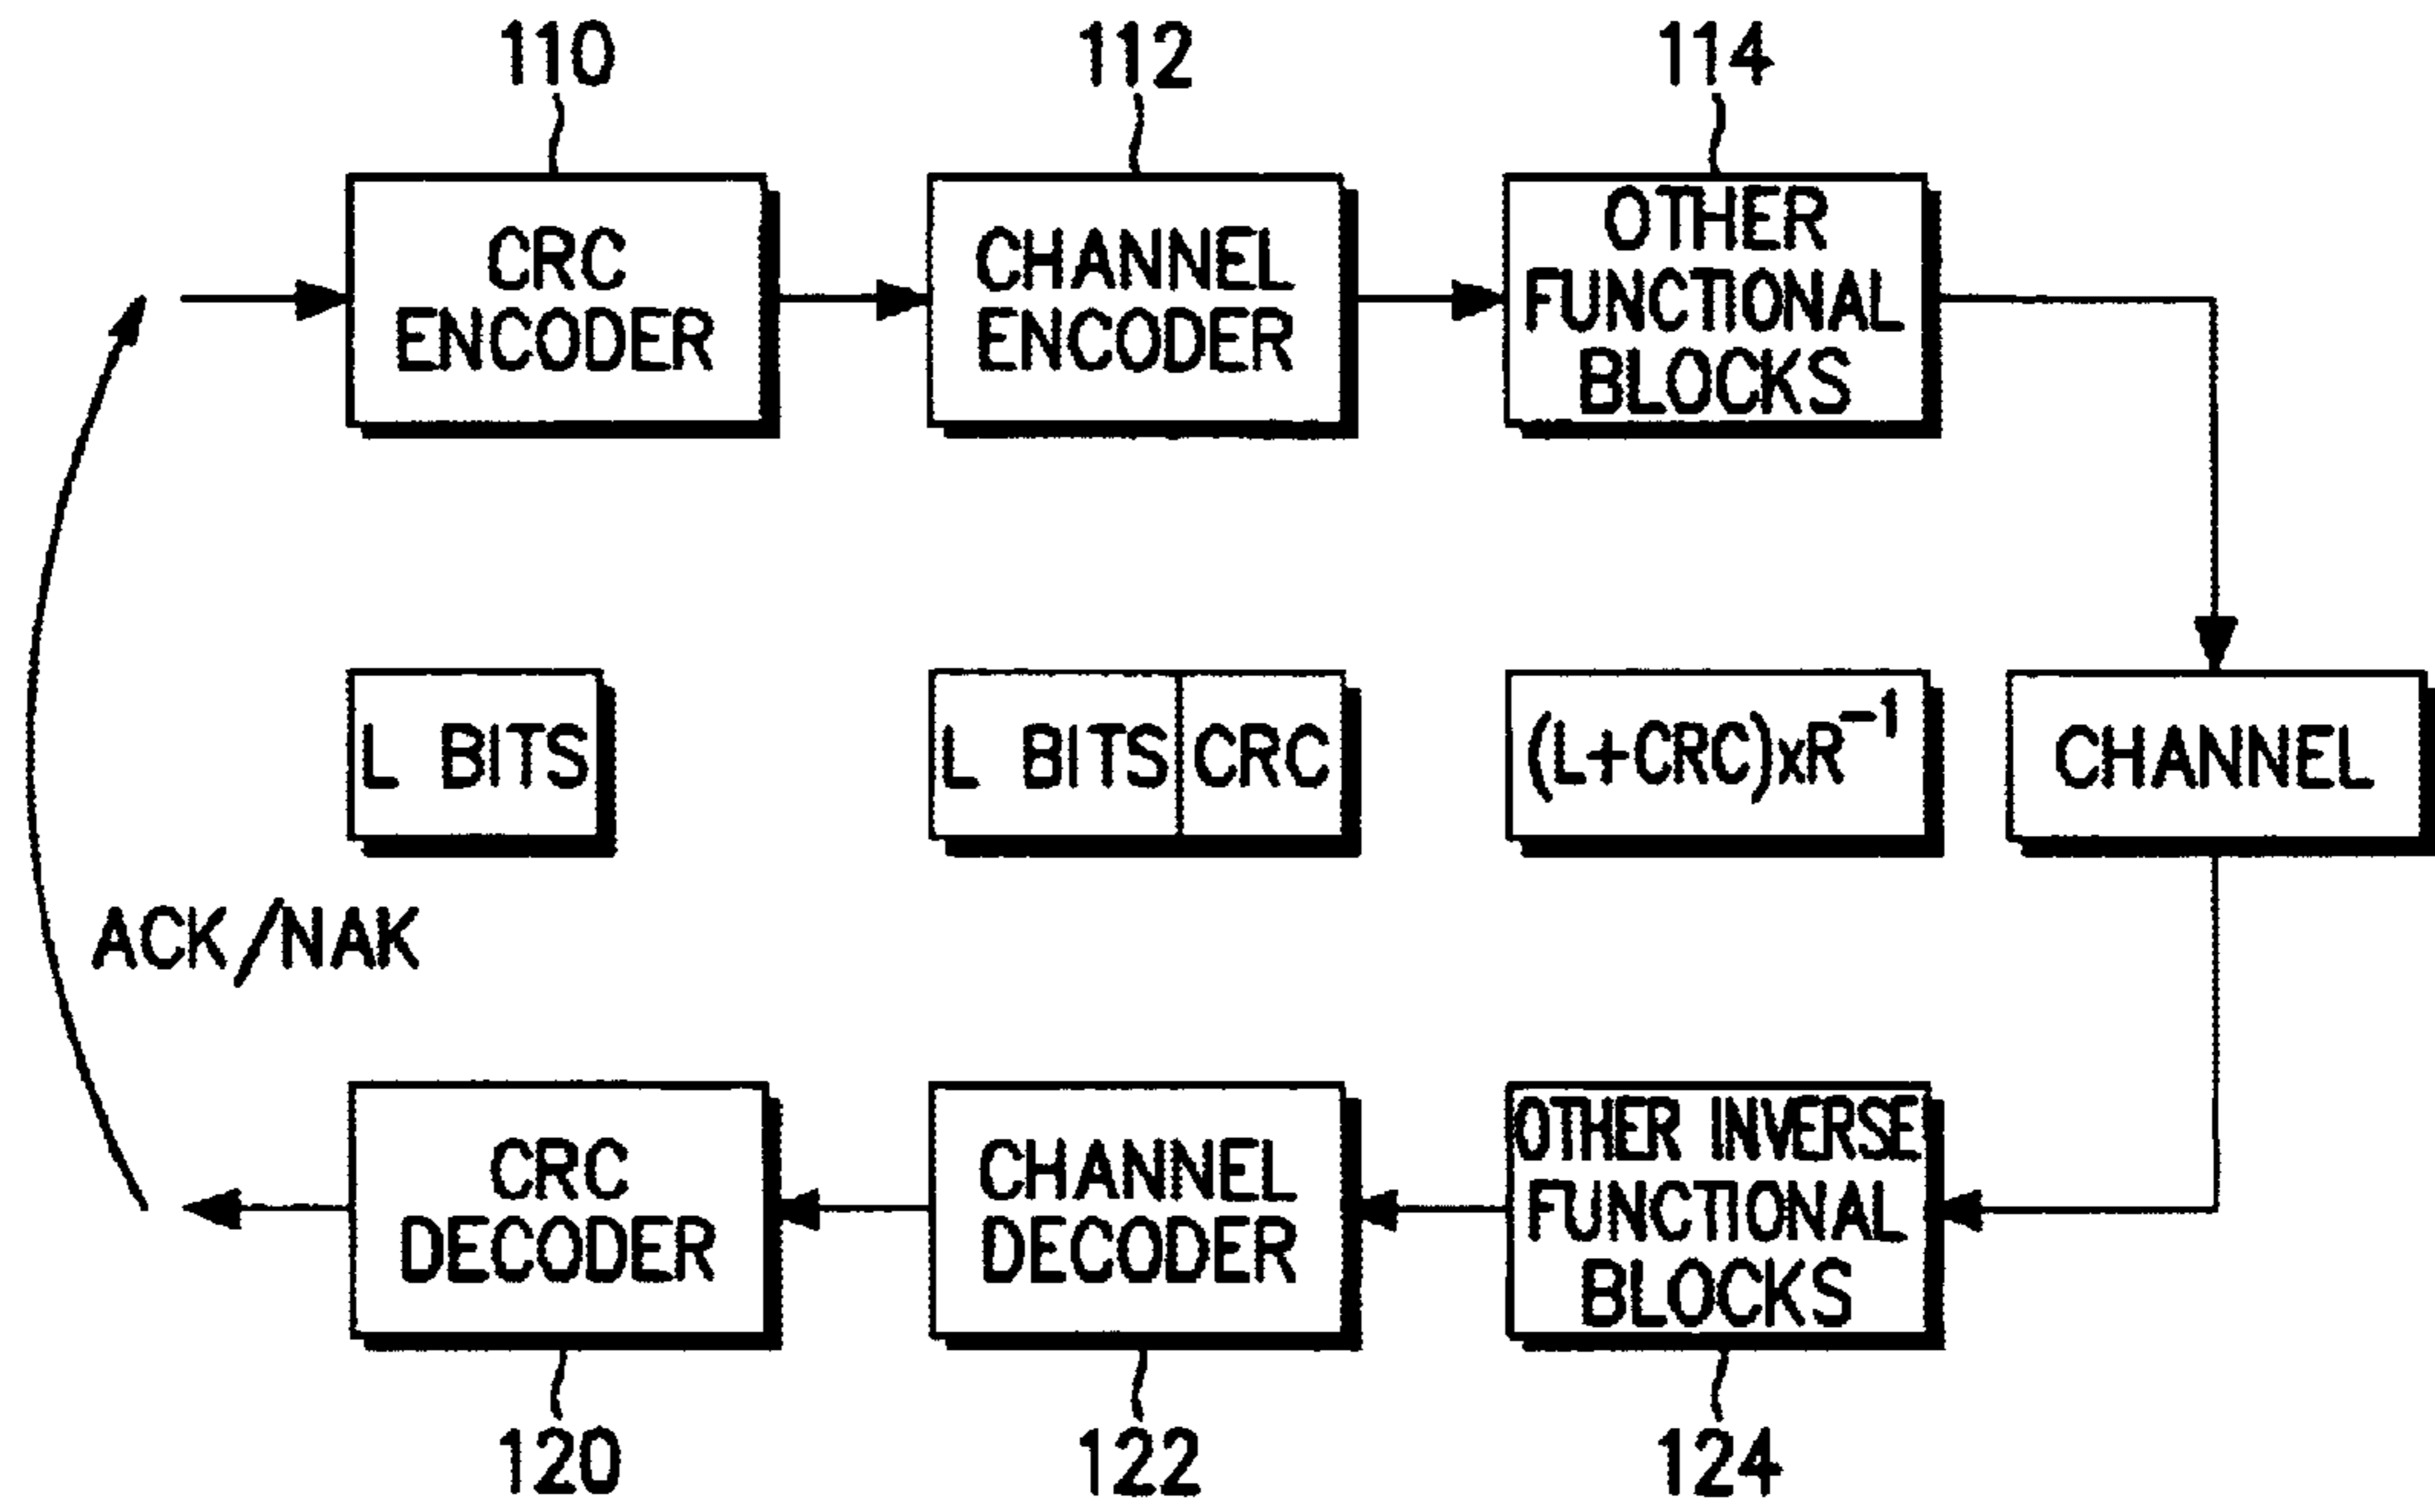 110
112
114
CRC
ENCODER
CHANNEL
ENCODER
OTHER
FUNCTIONAL
BLOCKS
L BITS
L BITS CRC
(L+CRC)xR⁻¹
CHANNEL
ACK/NAK
CRC
DECODER
CHANNEL
DECODER
OTHER INVERSE
FUNCTIONAL
BLOCKS
120
122
124